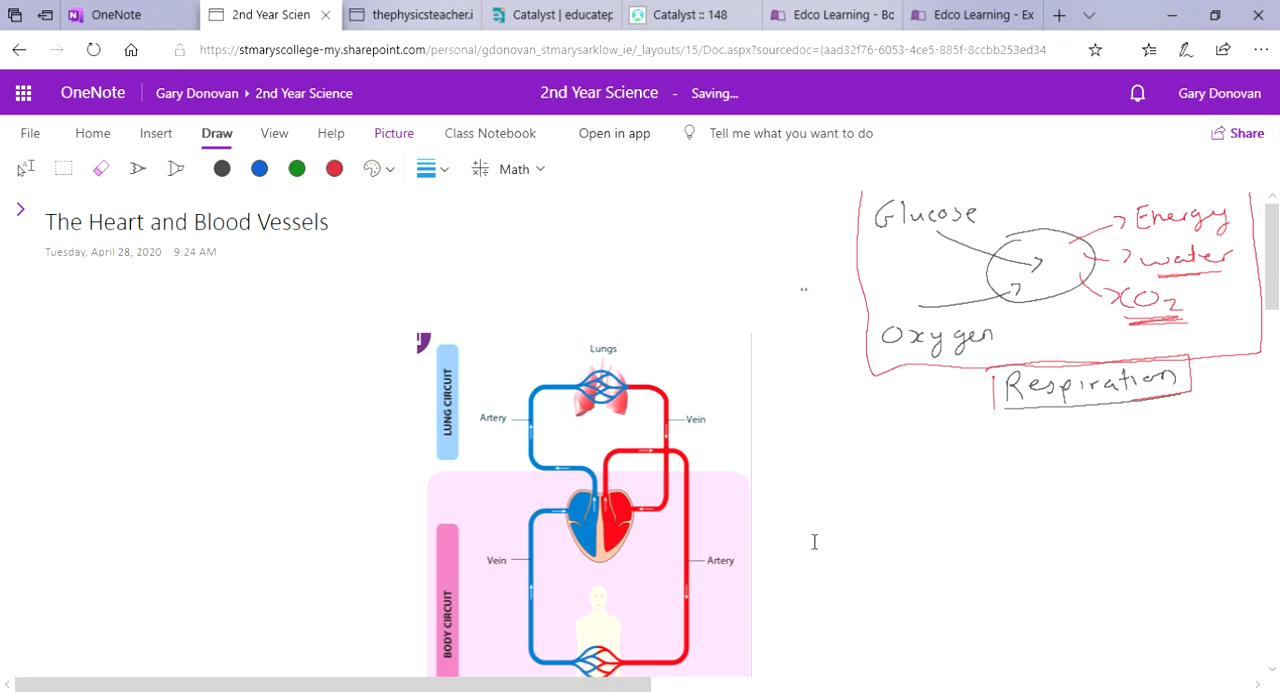 OneNote
2nd Year Scien
thephysicsteacher.i
Catalyst | educatep
Catalyst :: 148
Edco Learning - Bo
Edco Learning - Ex
https://stmaryscollege-my.sharepoint.com/personal/gdonovan_stmarysarklow_ie/_layouts/15/Doc.aspx?sourcedoc={aad32f76-6053-4ce5-885f-8ccbb253ed34
OneNote
Gary Donovan › 2nd Year Science
2nd Year Science - Saving...
Gary Donovan
File Home Insert Draw View Help Picture Class Notebook Open in app Tell me what you want to do Share
Math
The Heart and Blood Vessels
Tuesday, April 28, 2020 9:24 AM
Glucose
Energy
water
CO2
Oxygen
Respiration
Lungs
LUNG CIRCUIT
Artery
Vein
Vein
Artery
BODY CIRCUIT